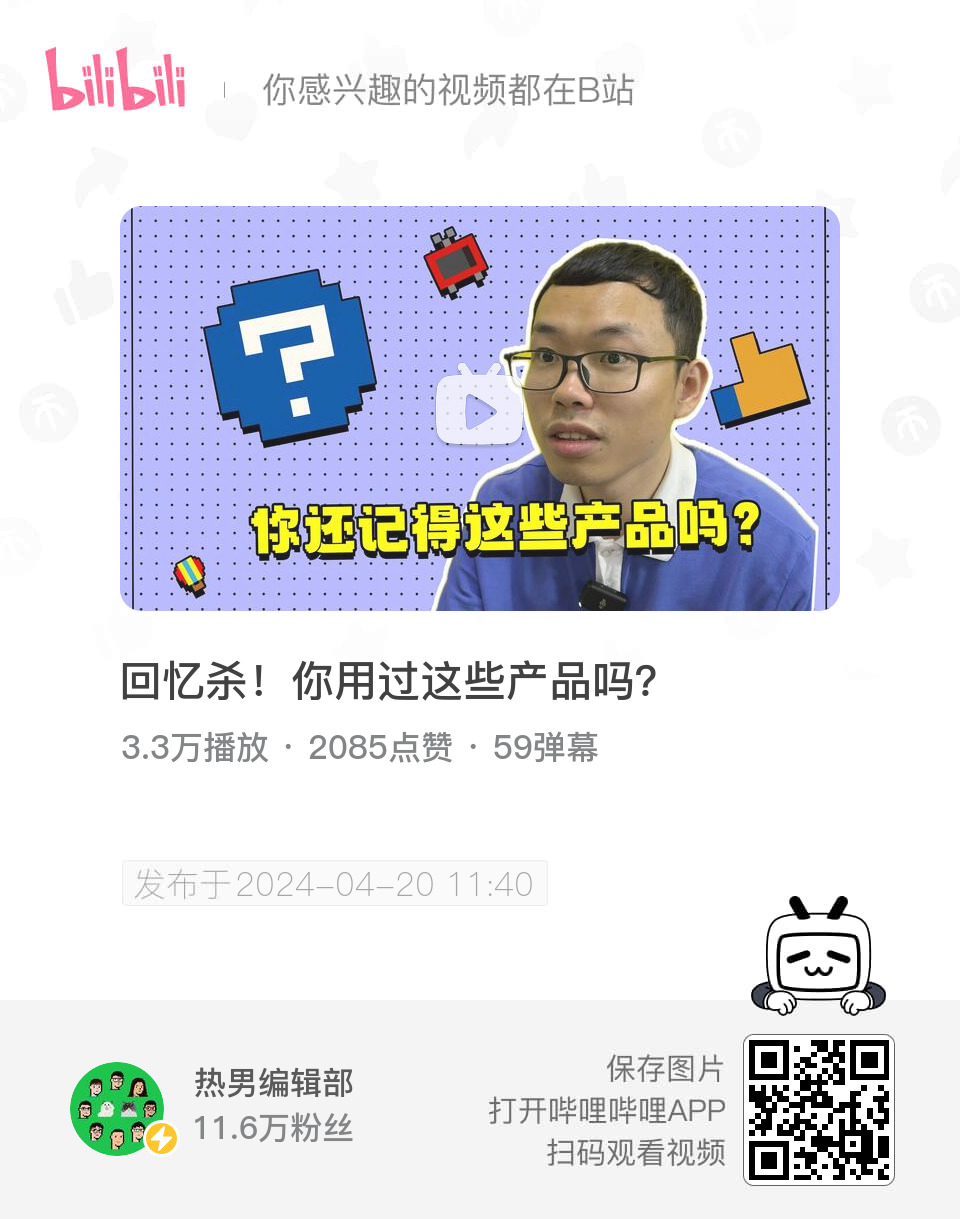 bilibili
你感兴趣的视频都在B站
?
你还记得这些产品吗?
回忆杀！你用过这些产品吗?
3.3万播放 · 2085点赞 · 59弹幕
发布于2024-04-20 11:40
热男编辑部
11.6万粉丝
保存图片
打开哔哩哔哩APP
扫码观看视频